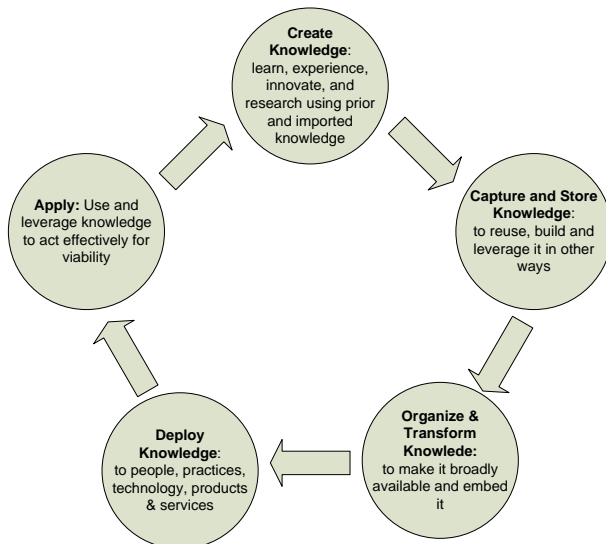 Create
Knowledge:
learn, experience,
innovate, and
research using prior
and imported
knowledge
Capture and Store
Knowledge:
to reuse, build and
leverage it in other
ways
Organize &
Transform
Knowlede:
to make it broadly
available and embed
it
Deploy
Knowledge:
to people, practices,
technology, products
& services
Apply: Use and
leverage knowledge
to act effectively for
viability